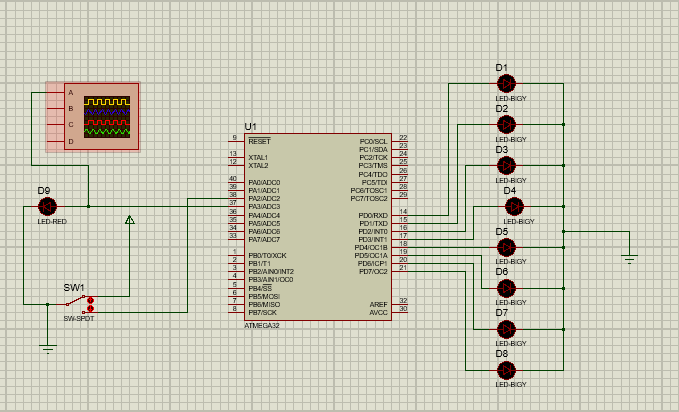 A
B
C
D
U1
9 RESET
13 XTAL1
12 XTAL2
40 PA0/ADC0
39 PA1/ADC1
38 PA2/ADC2
37 PA3/ADC3
36 PA4/ADC4
35 PA5/ADC5
34 PA6/ADC6
33 PA7/ADC7
1 PB0/T0/XCK
2 PB1/T1
3 PB2/AIN0/INT2
4 PB3/AIN1/OC0
5 PB4/SS
6 PB5/MOSI
7 PB6/MISO
8 PB7/SCK
PC0/SCL 22
PC1/SDA 23
PC2/TCK 24
PC3/TMS 25
PC4/TDO 26
PC5/TDI 27
PC6/TOSC1 28
PC7/TOSC2 29
PD0/RXD 14
PD1/TXD 15
PD2/INT0 16
PD3/INT1 17
PD4/OC1B 18
PD5/OC1A 19
PD6/ICP1 20
PD7/OC2 21
AREF 32
AVCC 30
ATMEGA32
D9
LED-RED
SW1
SW-SPDT
D1
LED-BIGY
D2
LED-BIGY
D3
LED-BIGY
D4
LED-BIGY
D5
LED-BIGY
D6
LED-BIGY
D7
LED-BIGY
D8
LED-BIGY